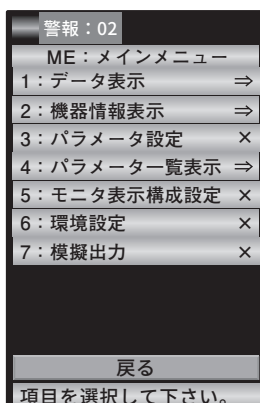 警報：02
ME：メインメニュー
1：データ表示 ⇒
2：機器情報表示 ⇒
3：パラメータ設定 ×
4：パラメータ一覧表示 ⇒
5：モニタ表示構成設定 ×
6：環境設定 ×
7：模擬出力 ×
戻る
項目を選択して下さい。